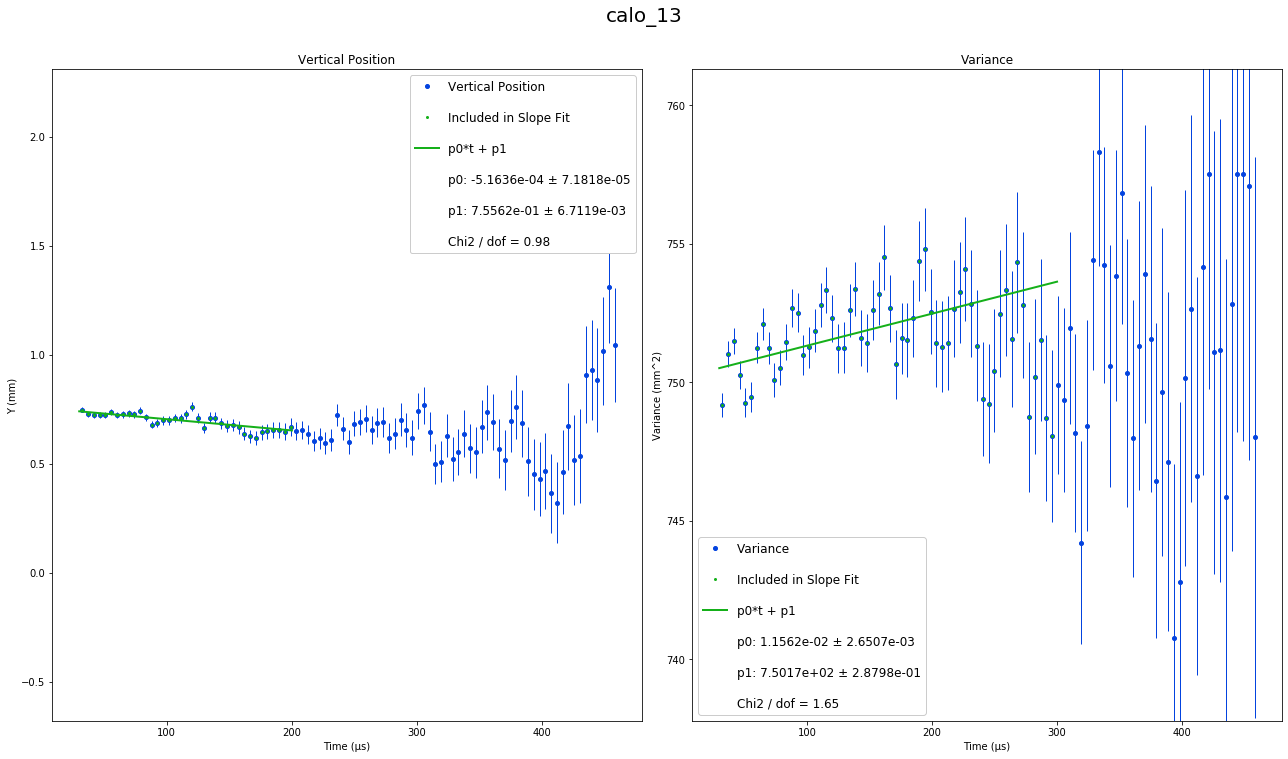 calo_13
Vertical Position
2.0
1.5
1.0
0.5
0.0
−0.5
Y (mm)
100
200
300
400
Time (µs)
Vertical Position
Included in Slope Fit
p0*t + p1
p0: -5.1636e-04 ± 7.1818e-05
p1: 7.5562e-01 ± 6.7119e-03
Chi2 / dof = 0.98
Variance
760
755
750
745
740
Variance (mm^2)
100
200
300
400
Time (µs)
Variance
Included in Slope Fit
p0*t + p1
p0: 1.1562e-02 ± 2.6507e-03
p1: 7.5017e+02 ± 2.8798e-01
Chi2 / dof = 1.65